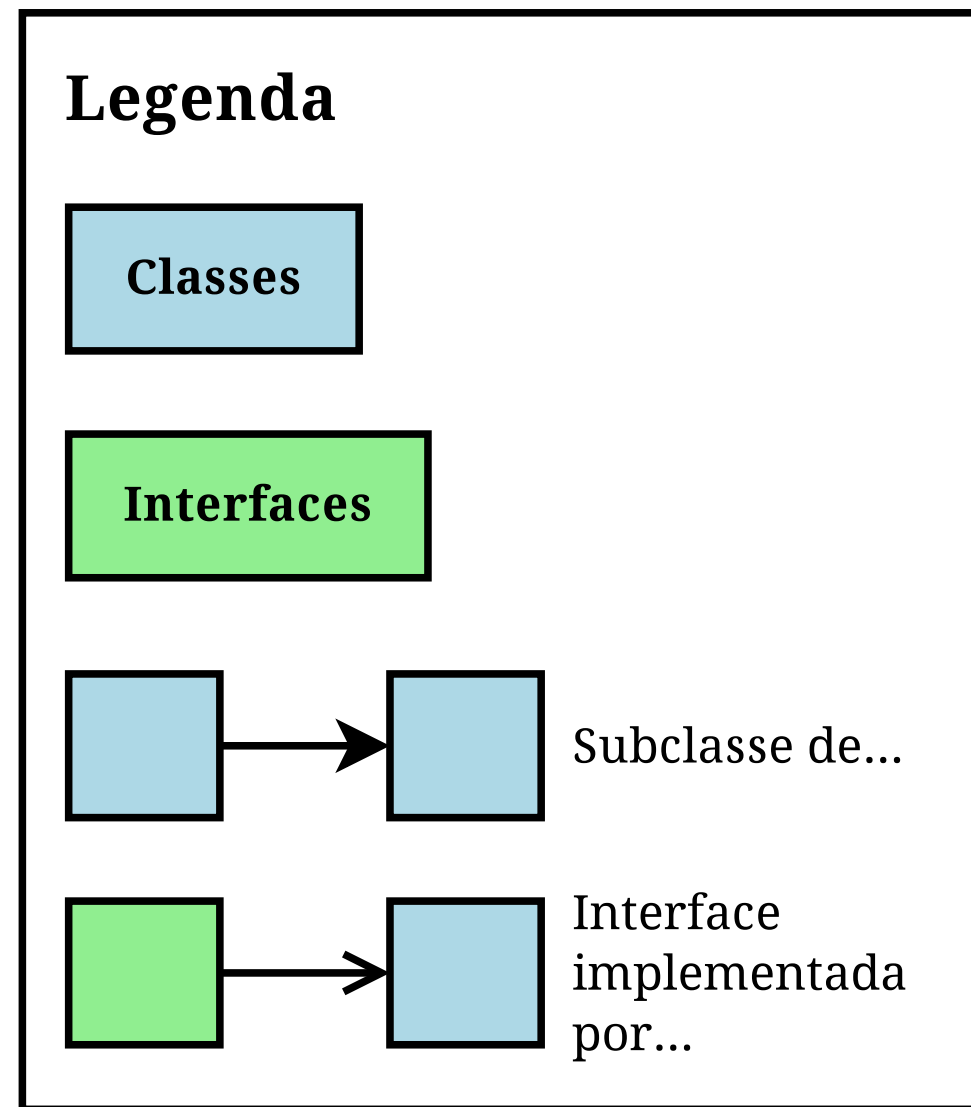 Legenda
Classes
Interfaces
Subclasse de...
Interface
implementada
por...